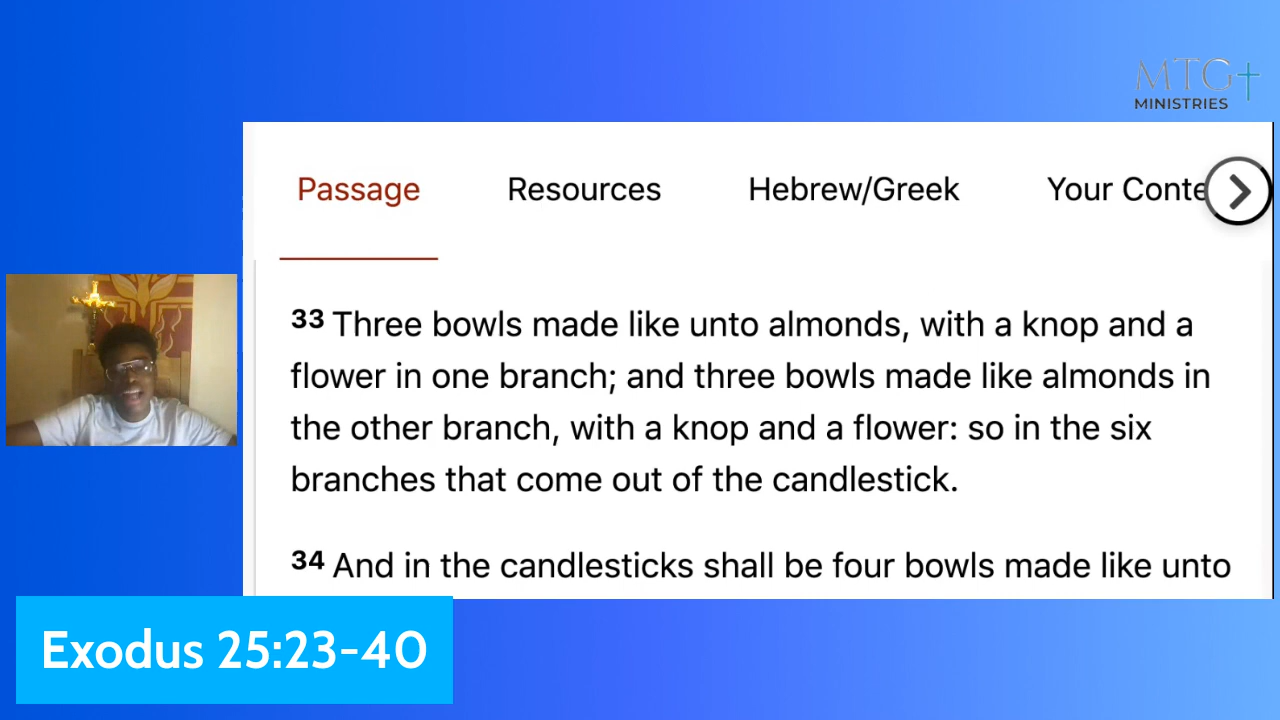 MTG
MINISTRIES
Passage Resources Hebrew/Greek Your Conte
33 Three bowls made like unto almonds, with a knop and a
flower in one branch; and three bowls made like almonds in
the other branch, with a knop and a flower: so in the six
branches that come out of the candlestick.
34 And in the candlesticks shall be four bowls made like unto
Exodus 25:23-40